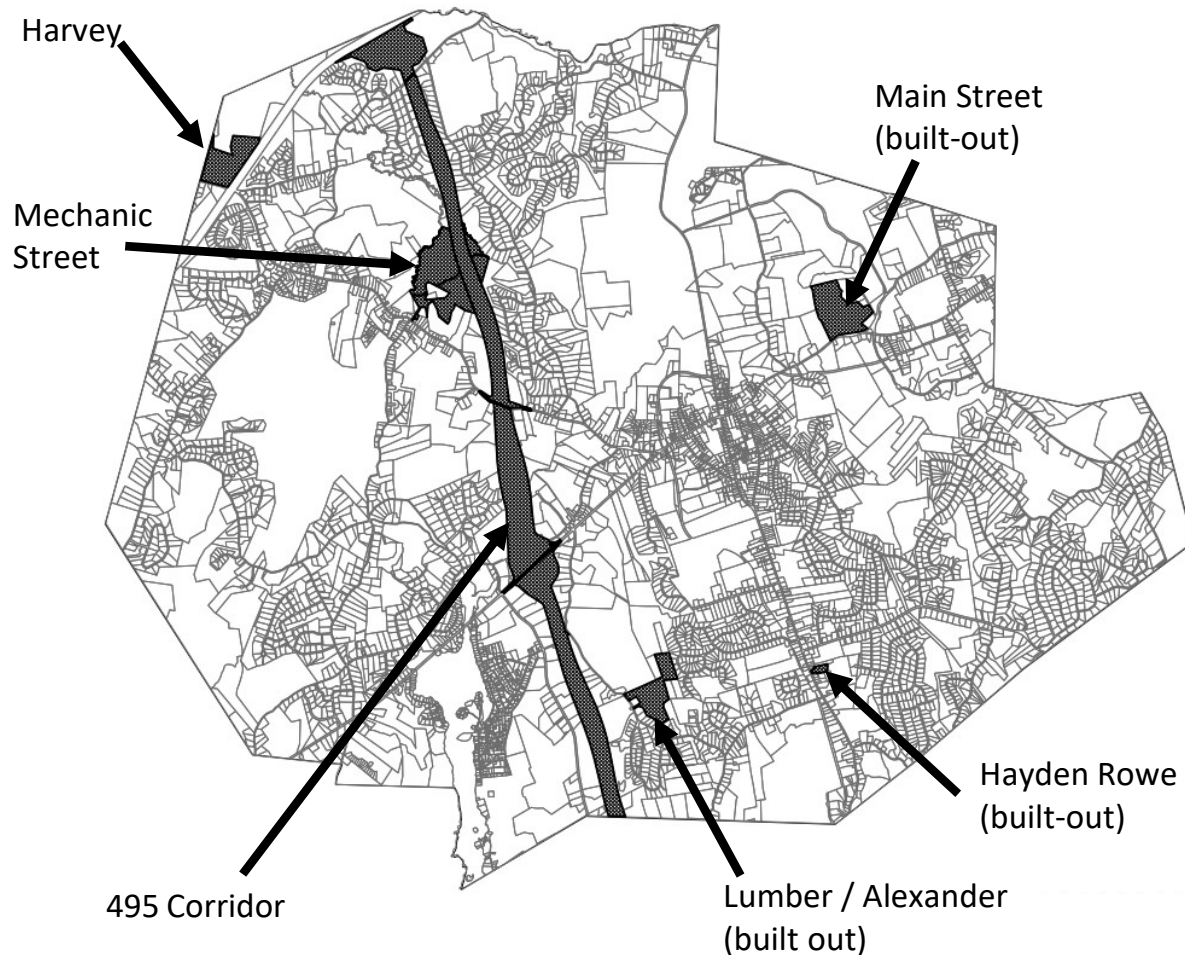 Harvey
Main Street
(built-out)
Mechanic
Street
Hayden Rowe
(built-out)
495 Corridor
Lumber / Alexander
(built out)